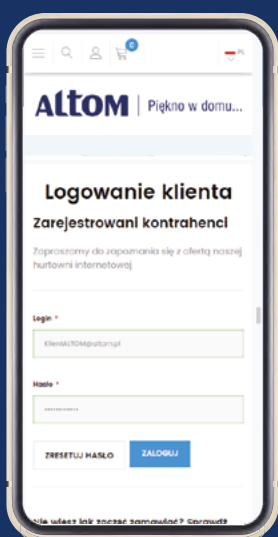 0
PL
ALTOM | Piękno w domu...
Logowanie klienta
Zarejestrowani kontrahenci
Zapraszamy do zapoznania się z ofertą naszej
hurtowni internetowej
Login *
KlientALTOM@altom.pl
Hasło *
ZRESETUJ HASŁO
ZALOGUJ
Nie wiesz jak zacząć zamawiać? Sprawdź